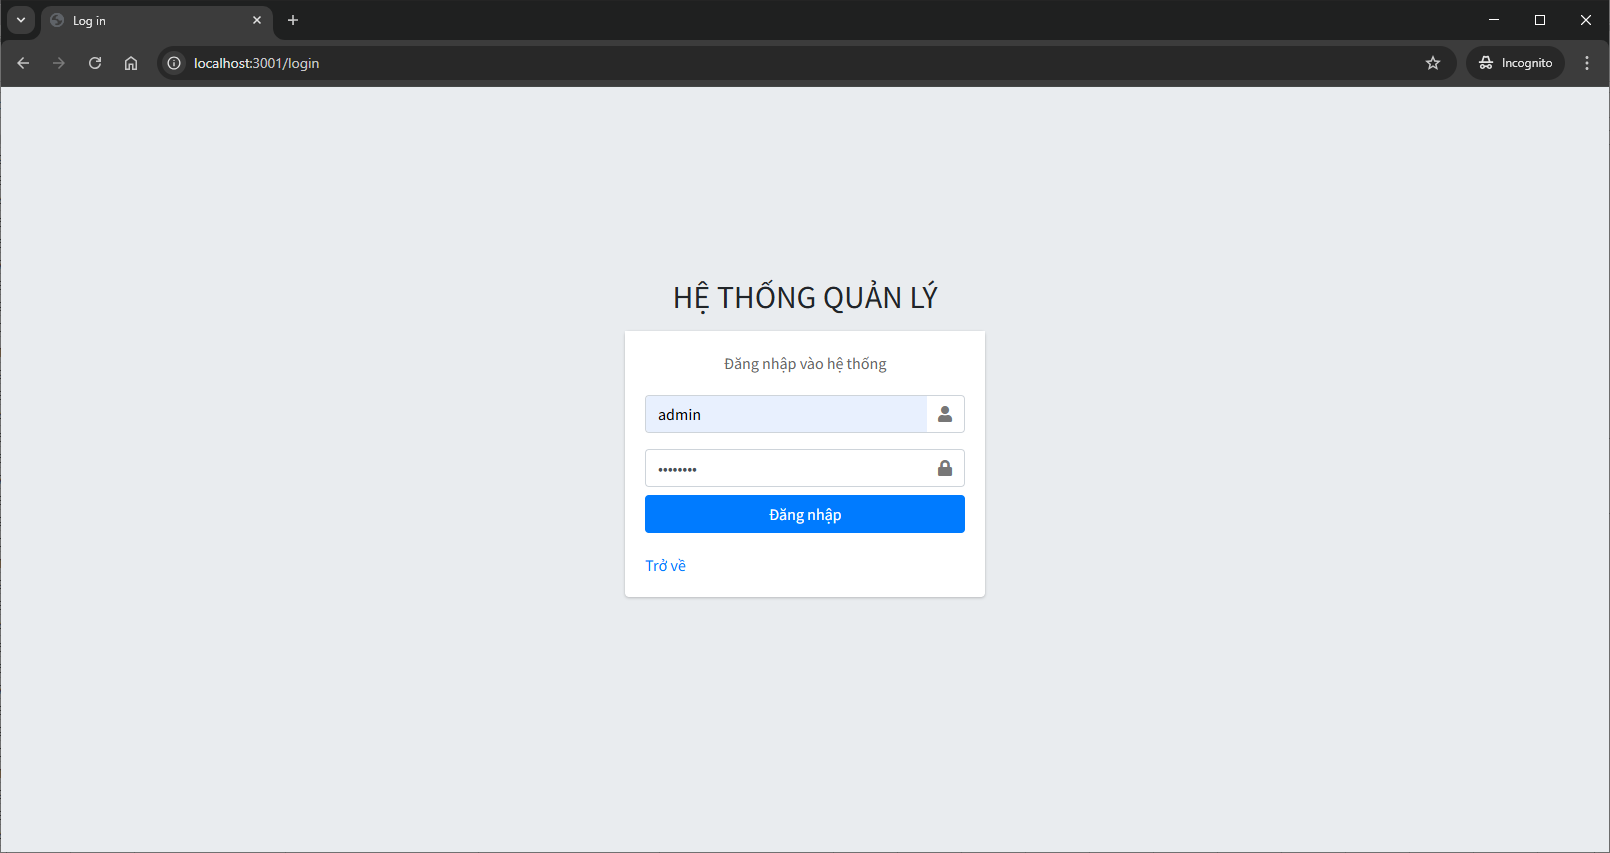 Log in
localhost:3001/login
Incognito
HỆ THỐNG QUẢN LÝ
Đăng nhập vào hệ thống
admin
••••••••
Đăng nhập
Trở về